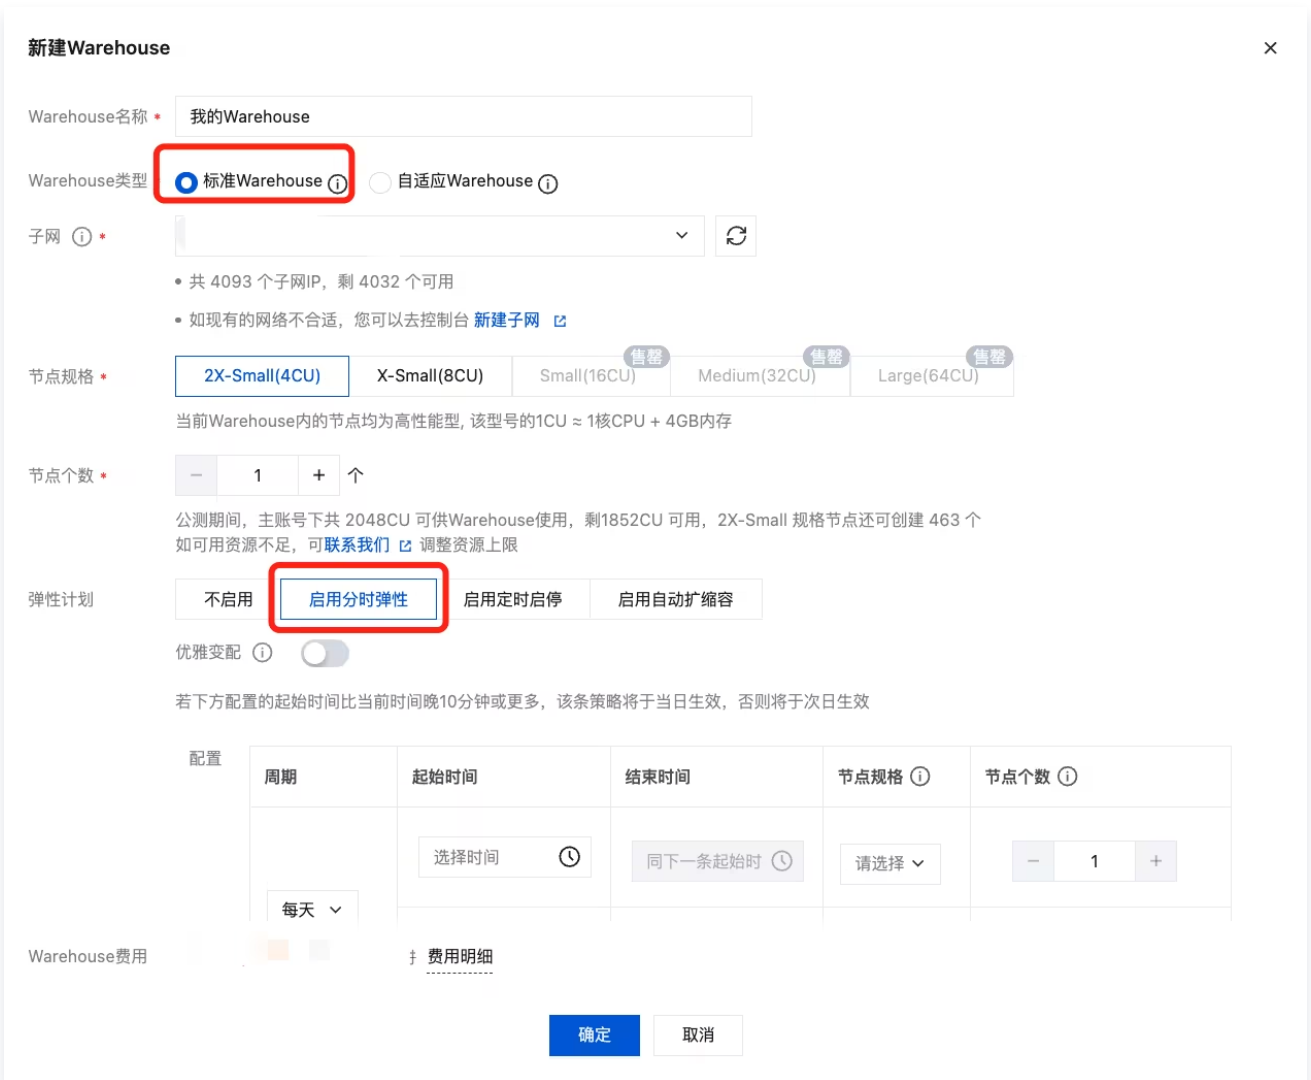 新建Warehouse
Warehouse名称 * 我的Warehouse
Warehouse类型 标准Warehouse 自适应Warehouse
子网 *
• 共 4093 个子网IP，剩 4032 个可用
• 如现有的网络不合适，您可以去控制台 新建子网
售罄 售罄 售罄
节点规格 * 2X-Small(4CU) X-Small(8CU) Small(16CU) Medium(32CU) Large(64CU)
当前Warehouse内的节点均为高性能型, 该型号的1CU ≈ 1核CPU + 4GB内存
节点个数 * − 1 + 个
公测期间，主账号下共 2048CU 可供Warehouse使用，剩1852CU 可用，2X-Small 规格节点还可创建 463 个
如可用资源不足，可联系我们 调整资源上限
弹性计划 不启用 启用分时弹性 启用定时启停 启用自动扩缩容
优雅变配
若下方配置的起始时间比当前时间晚10分钟或更多，该条策略将于当日生效，否则将于次日生效
配置
周期 起始时间 结束时间 节点规格 节点个数
选择时间 同下一条起始时 请选择 − 1 +
每天
Warehouse费用 费用明细
确定 取消